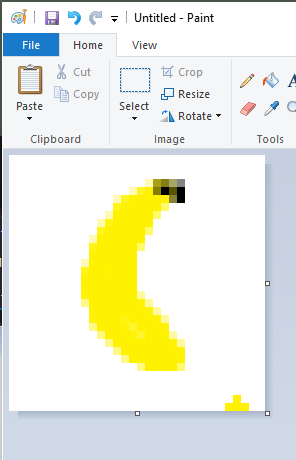 Untitled - Paint
File Home View
Paste
Cut
Copy
Clipboard
Select
Crop
Resize
Rotate
Image
A
Tools